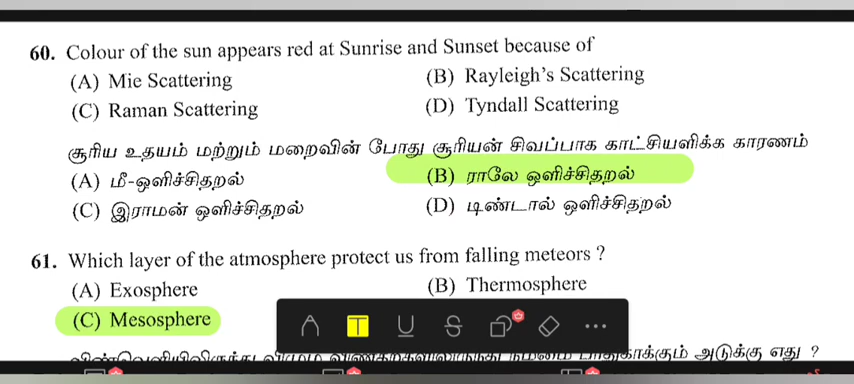 60. Colour of the sun appears red at Sunrise and Sunset because of
(A) Mie Scattering (B) Rayleigh's Scattering
(C) Raman Scattering (D) Tyndall Scattering
சூரிய உதயம் மற்றும் மறைவின் போது சூரியன் சிவப்பாக காட்சியளிக்க காரணம்
(A) மீ-ஒளிச்சிதறல் (B) ராலே ஒளிச்சிதறல்
(C) இராமன் ஒளிச்சிதறல் (D) டிண்டால் ஒளிச்சிதறல்
61. Which layer of the atmosphere protect us from falling meteors ?
(A) Exosphere (B) Thermosphere
(C) Mesosphere
அடுக்கு எது ?